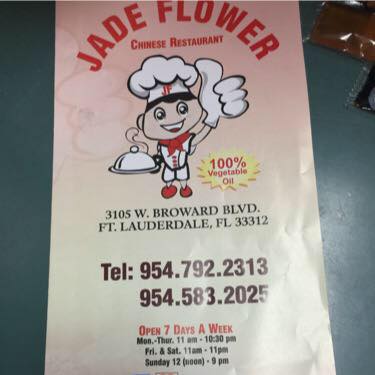 JADE FLOWER
CHINESE RESTAURANT
JF
100%
Vegetable
Oil
3105 W. BROWARD BLVD.
FT. LAUDERDALE, FL 33312
Tel: 954.792.2313
954.583.2025
OPEN 7 DAYS A WEEK
Mon.-Thur. 11 am - 10:30 pm
Fri. & Sat. 11am - 11pm
Sunday 12 (noon) - 9 pm